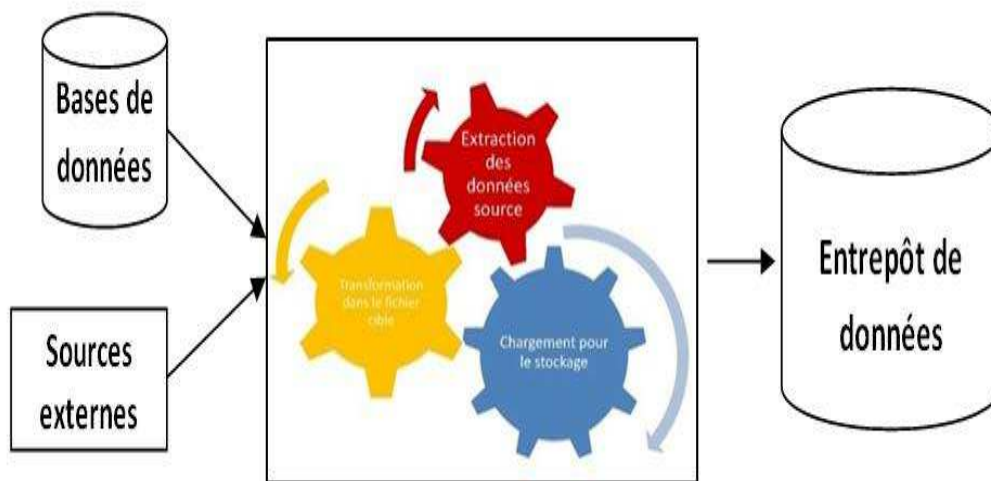 Bases de
données
Sources
externes
Extraction
des
données
source
Transformation
dans le fichier
cible
Chargement pour
le stockage
Entrepôt de
données